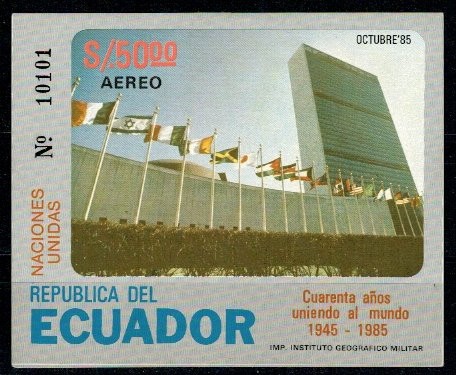 S/.50.00
AEREO
OCTUBRE'85
Nº 10101
NACIONES
UNIDAS
REPUBLICA DEL
ECUADOR
Cuarenta años
uniendo al mundo
1945 - 1985
IMP. INSTITUTO GEOGRAFICO MILITAR